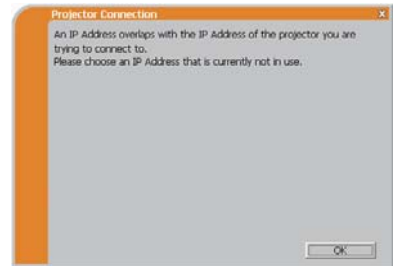 Projector Connection
x
An IP Address overlaps with the IP Address of the projector you are
trying to connect to.
Please choose an IP Address that is currently not in use.
OK